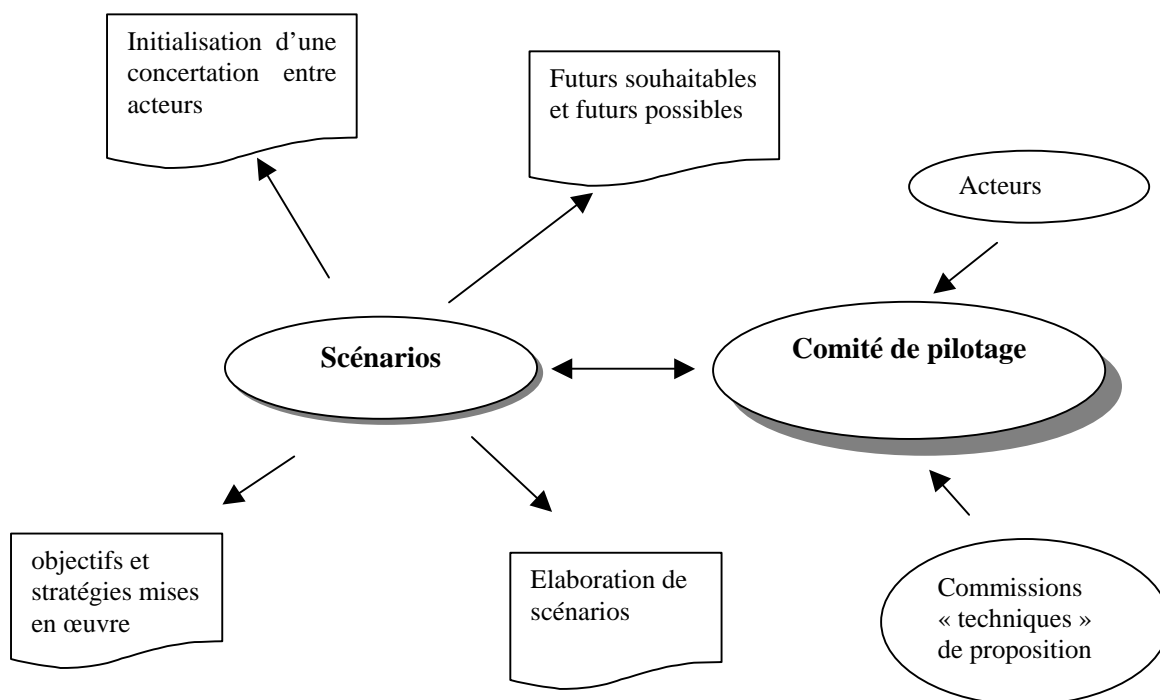 Initialisation d’une
concertation entre
acteurs
Futurs souhaitables
et futurs possibles
Acteurs
Scénarios
Comité de pilotage
objectifs et
stratégies mises
en œuvre
Elaboration de
scénarios
Commissions
« techniques »
de proposition